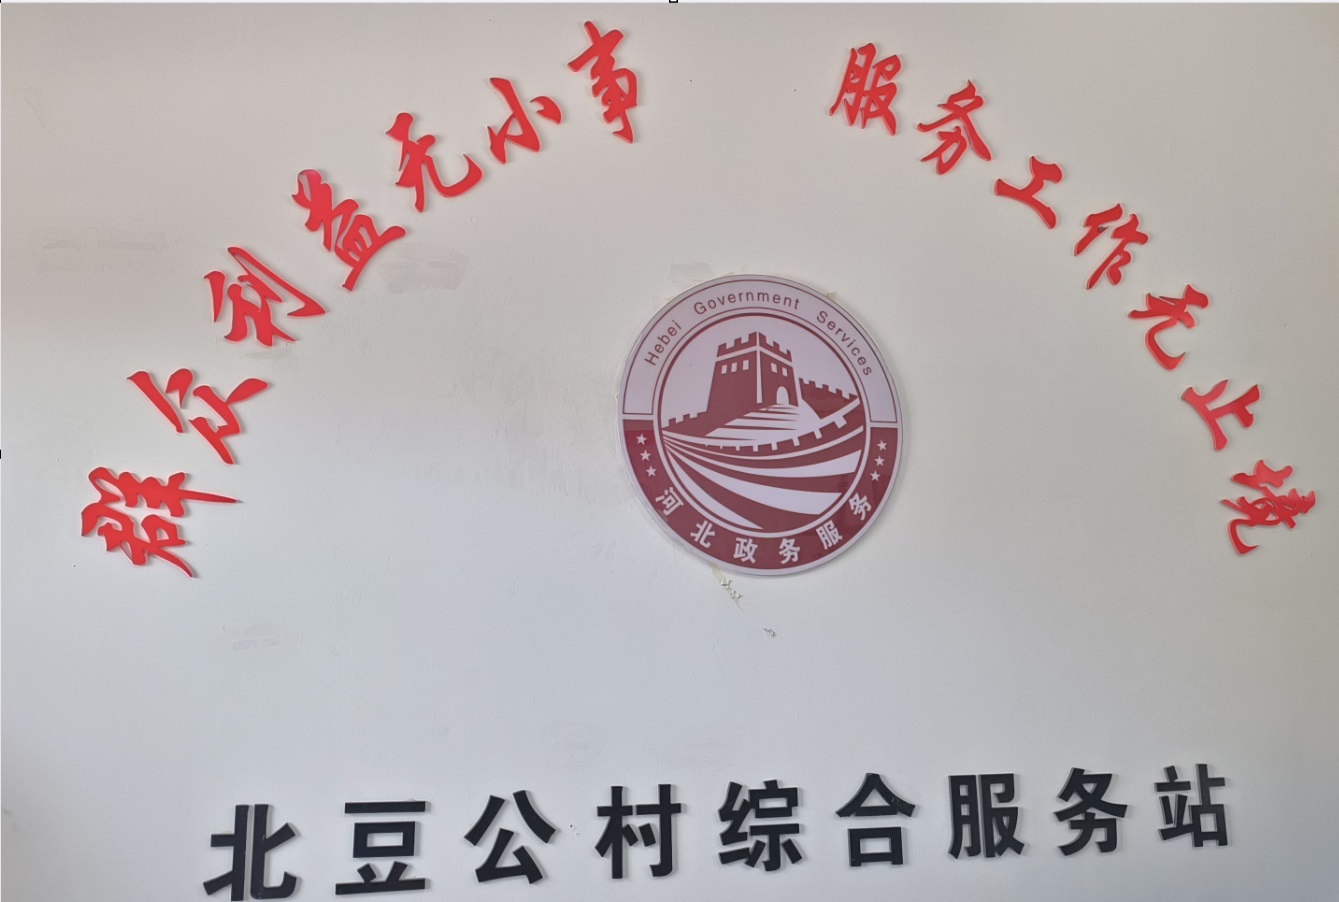 群众利益无小事 服务工作无止境
Hebei Government Services
河北政务服务
北豆公村综合服务站